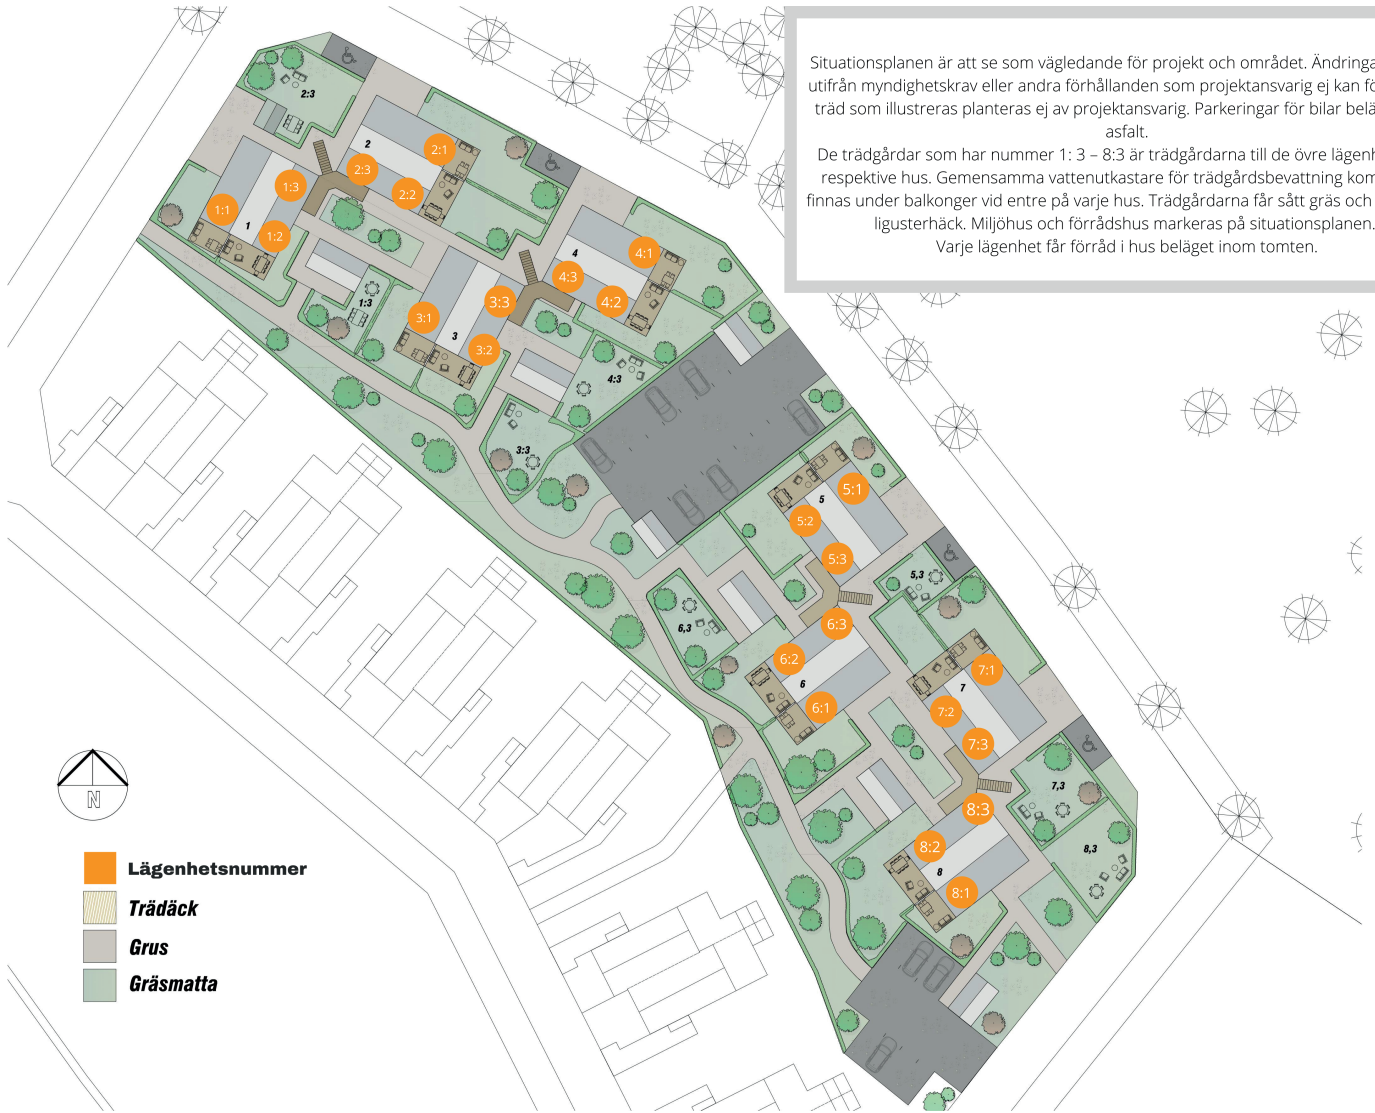 Situationsplanen är att se som vägledande för projekt och området.
utifrån myndighetskrav eller andra förhållanden som projektansvarig ej kan
träd som illustreras planteras ej av projektansvarig. Parkeringar för bilar
asfalt.
De trädgårdar som har nummer 1: 3 – 8:3 är trädgårdarna till de övre
respektive hus. Gemensamma vattenutkastare för trädgårdsbevattning
finnas under balkonger vid entre på varje hus. Trädgårdarna får sått gräs och
ligusterhäck. Miljöhus och förrådshus markeras på situationsplanen.
Varje lägenhet får förråd i hus beläget inom tomten.
2:3
2
2:1
2:3
2:2
1:3
1:1
1
1:2
4
4:1
4:3
4:2
1:3
3:3
3:1
3
3:2
4:3
3:3
5:1
5
5:2
5:3
5,3
6,3
6:3
6:2
6
6:1
7:1
7
7:2
7:3
7,3
8:3
8:2
8
8:1
8,3
N
Lägenhetsnummer
Trädäck
Grus
Gräsmatta